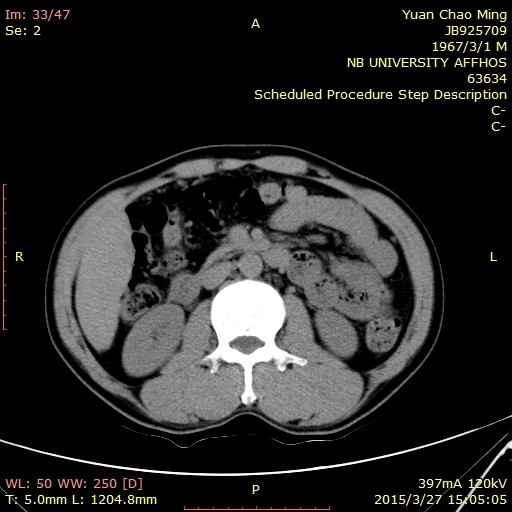 Im: 33/47
Se: 2
A
Yuan Chao Ming
JB925709
1967/3/1 M
NB UNIVERSITY AFFHOS
63634
Scheduled Procedure Step Description
C-
C-
R
L
WL: 50 WW: 250 [D]
T: 5.0mm L: 1204.8mm
P
397mA 120kV
2015/3/27 15:05:05